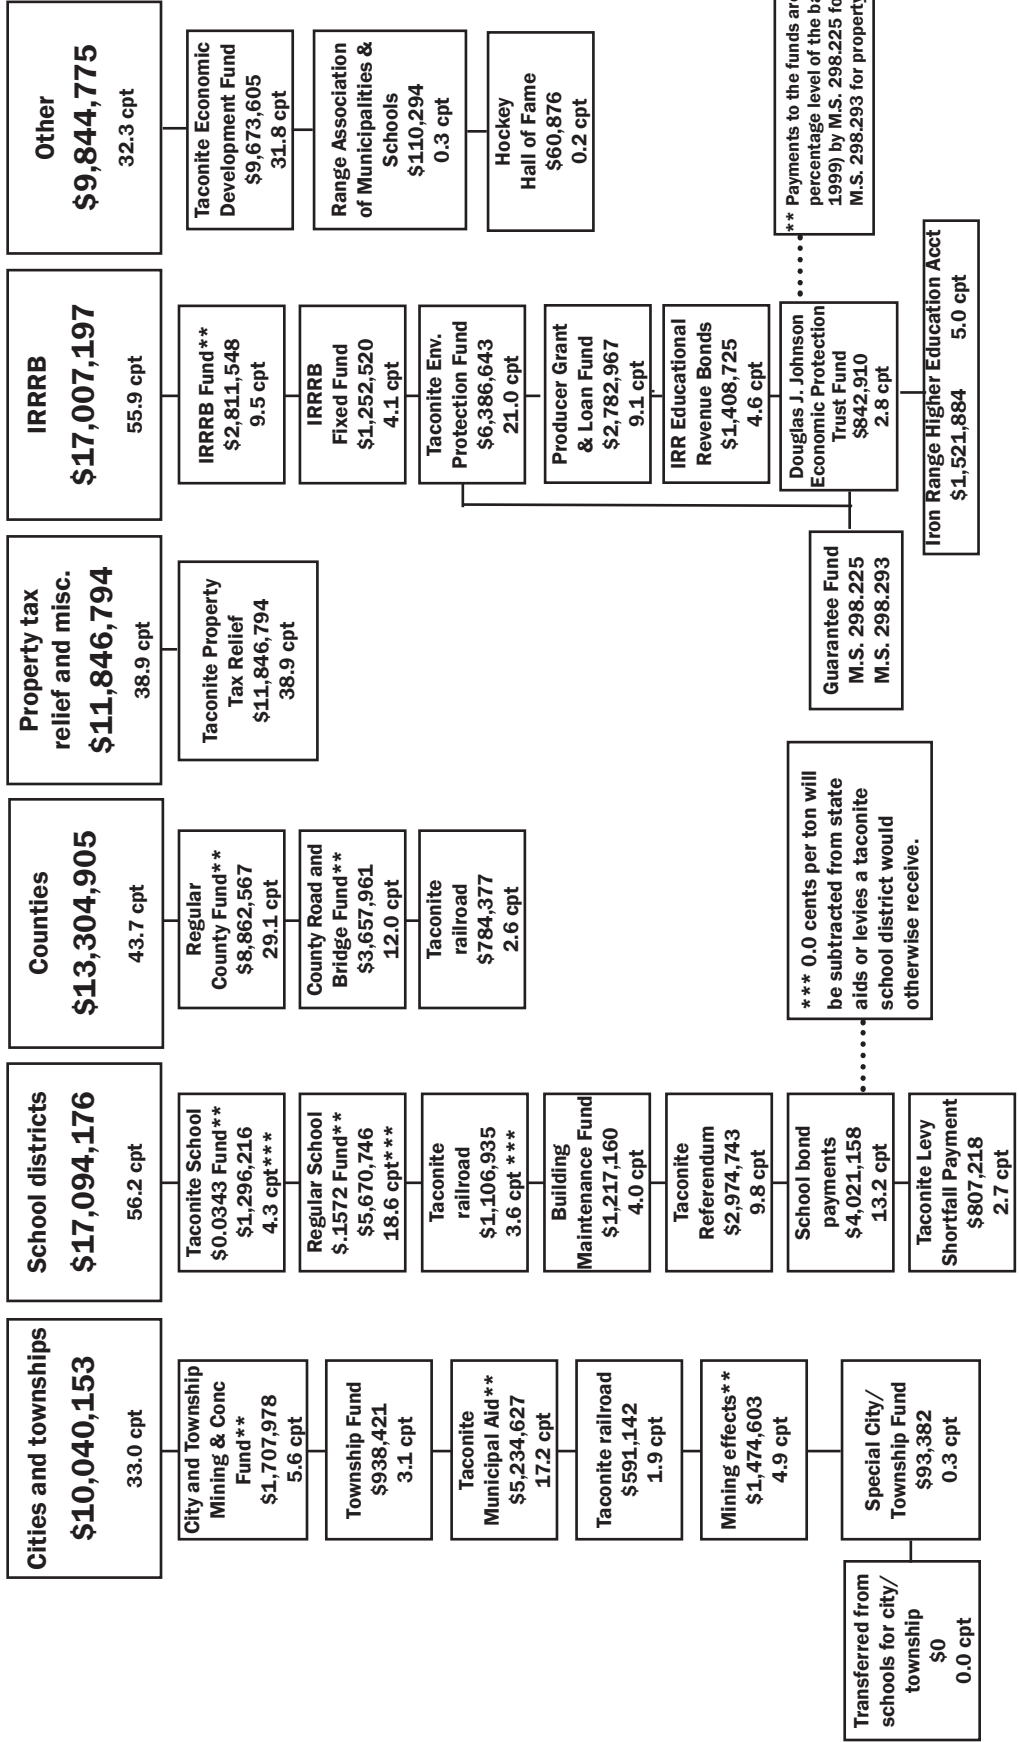 Cities and townships
$10,040,153
33.0 cpt
City and Township
Mining & Conc
Fund**
$1,707,978
5.6 cpt
Township Fund
$938,421
3.1 cpt
Taconite
Municipal Aid**
$5,234,627
17.2 cpt
Taconite railroad
$591,142
1.9 cpt
Mining effects**
$1,474,603
4.9 cpt
Special City/
Township Fund
$93,382
0.3 cpt
Transferred from
schools for city/
township
$0
0.0 cpt
School districts
$17,094,176
56.2 cpt
Taconite School
$0.0343 Fund**
$1,296,216
4.3 cpt***
Regular School
$.1572 Fund**
$5,670,746
18.6 cpt***
Taconite
railroad
$1,106,935
3.6 cpt ***
Building
Maintenance Fund
$1,217,160
4.0 cpt
Taconite
Referendum
$2,974,743
9.8 cpt
School bond
payments
$4,021,158
13.2 cpt
Taconite Levy
Shortfall Payment
$807,218
2.7 cpt
*** 0.0 cents per ton will
be subtracted from state
aids or levies a taconite
school district would
otherwise receive.
Counties
$13,304,905
43.7 cpt
Regular
County Fund**
$8,862,567
29.1 cpt
County Road and
Bridge Fund**
$3,657,961
12.0 cpt
Taconite
railroad
$784,377
2.6 cpt
Property tax
relief and misc.
$11,846,794
38.9 cpt
Taconite Property
Tax Relief
$11,846,794
38.9 cpt
IRRRB
$17,007,197
55.9 cpt
IRRRB Fund**
$2,811,548
9.5 cpt
IRRRB
Fixed Fund
$1,252,520
4.1 cpt
Taconite Env.
Protection Fund
$6,386,643
21.0 cpt
Producer Grant
& Loan Fund
$2,782,967
9.1 cpt
IRR Educational
Revenue Bonds
$1,408,725
4.6 cpt
Douglas J. Johnson
Economic Protection
Trust Fund
$842,910
2.8 cpt
Guarantee Fund
M.S. 298.225
M.S. 298.293
Iron Range Higher Education Acct
$1,521,884 5.0 cpt
Other
$9,844,775
32.3 cpt
Taconite Economic
Development Fund
$9,673,605
31.8 cpt
Range Association
of Municipalities &
Schools
$110,294
0.3 cpt
Hockey
Hall of Fame
$60,876
0.2 cpt
** Payments to the funds are
percentage level of the
1999) by M.S. 298.225
M.S. 298.293 for property